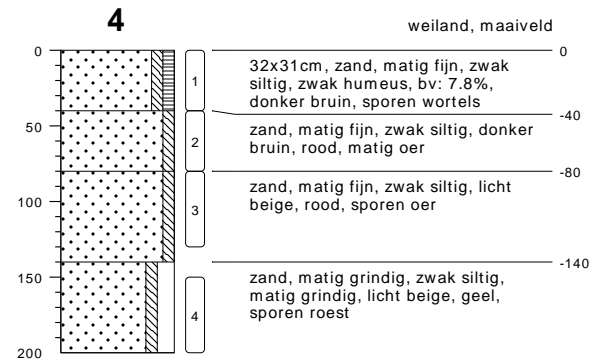 4
weiland, maaiveld
0
0
1
32x31cm, zand, matig fijn, zwak
siltig, zwak humeus, bv: 7.8%,
donker bruin, sporen wortels
-40
50
2
zand, matig fijn, zwak siltig, donker
bruin, rood, matig oer
-80
100
3
zand, matig fijn, zwak siltig, licht
beige, rood, sporen oer
-140
150
4
zand, matig grindig, zwak siltig,
matig grindig, licht beige, geel,
sporen roest
200